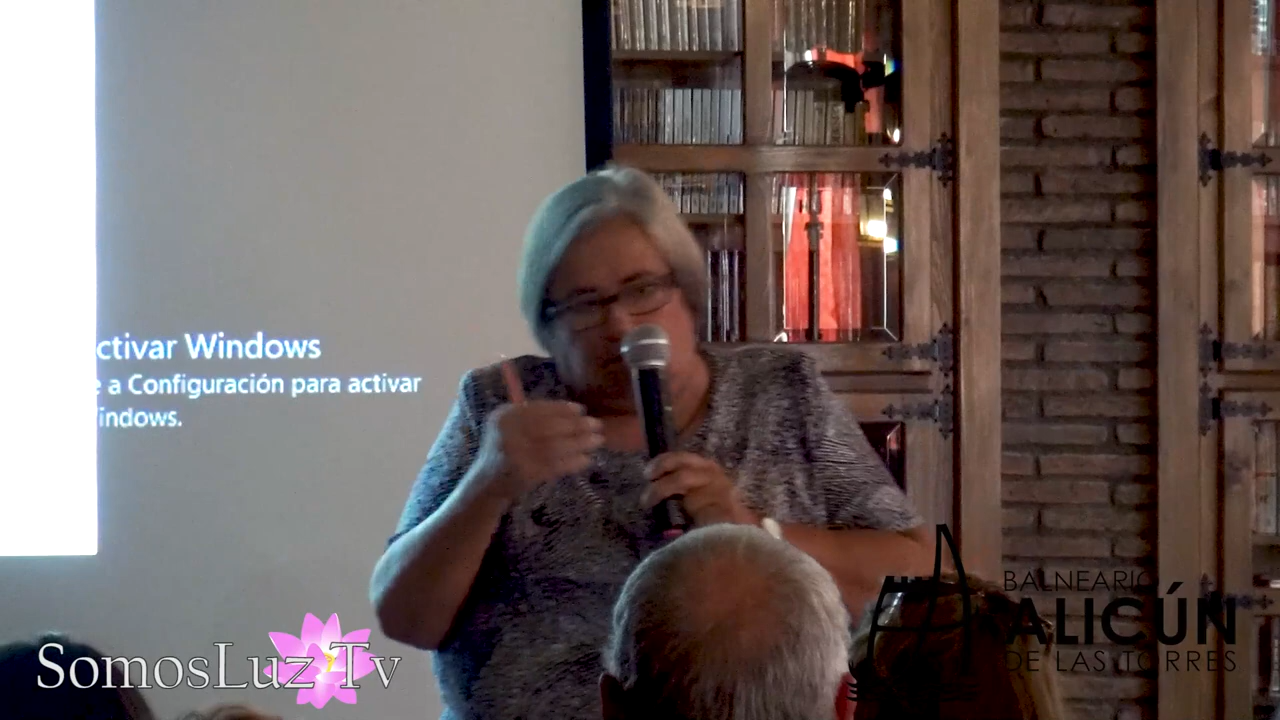 ctivar Windows
e a Configuración para activar
indows.
SomosLuz Tv
BALNEARIO
ALICÚN
DE LAS TORRES